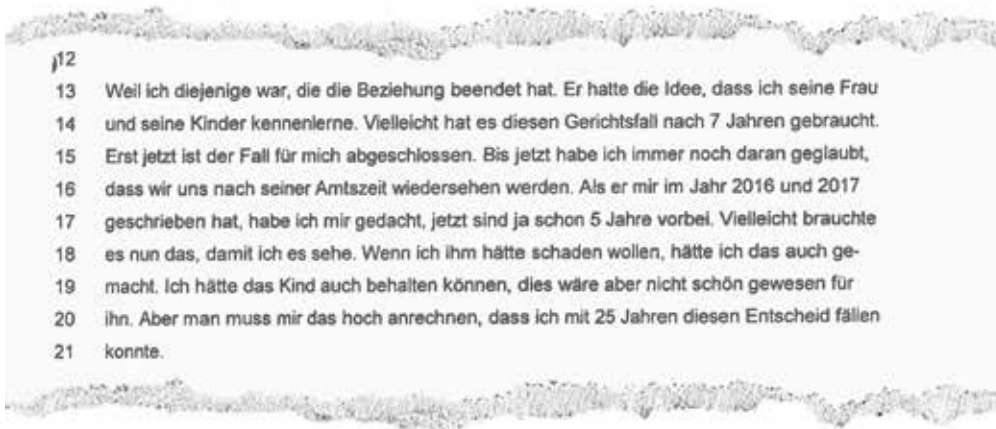 12
13 Weil ich diejenige war, die die Beziehung beendet hat. Er hatte die Idee, dass ich seine Frau
14 und seine Kinder kennenlerne. Vielleicht hat es diesen Gerichtsfall nach 7 Jahren gebraucht.
15 Erst jetzt ist der Fall für mich abgeschlossen. Bis jetzt habe ich immer noch daran geglaubt,
16 dass wir uns nach seiner Amtszeit wiedersehen werden. Als er mir im Jahr 2016 und 2017
17 geschrieben hat, habe ich mir gedacht, jetzt sind ja schon 5 Jahre vorbei. Vielleicht brauchte
18 es nun das, damit ich es sehe. Wenn ich ihm hätte schaden wollen, hätte ich das auch ge-
19 macht. Ich hätte das Kind auch behalten können, dies wäre aber nicht schön gewesen für
20 ihn. Aber man muss mir das hoch anrechnen, dass ich mit 25 Jahren diesen Entscheid fällen
21 konnte.